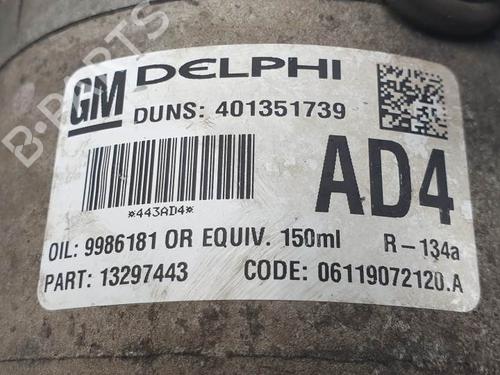 GM DELPHI
DUNS: 401351739
*443AD4*
AD4
OIL: 9986181 OR EQUIV. 150ml R-134a
PART: 13297443 CODE: 06119072120.A
B-PARTS